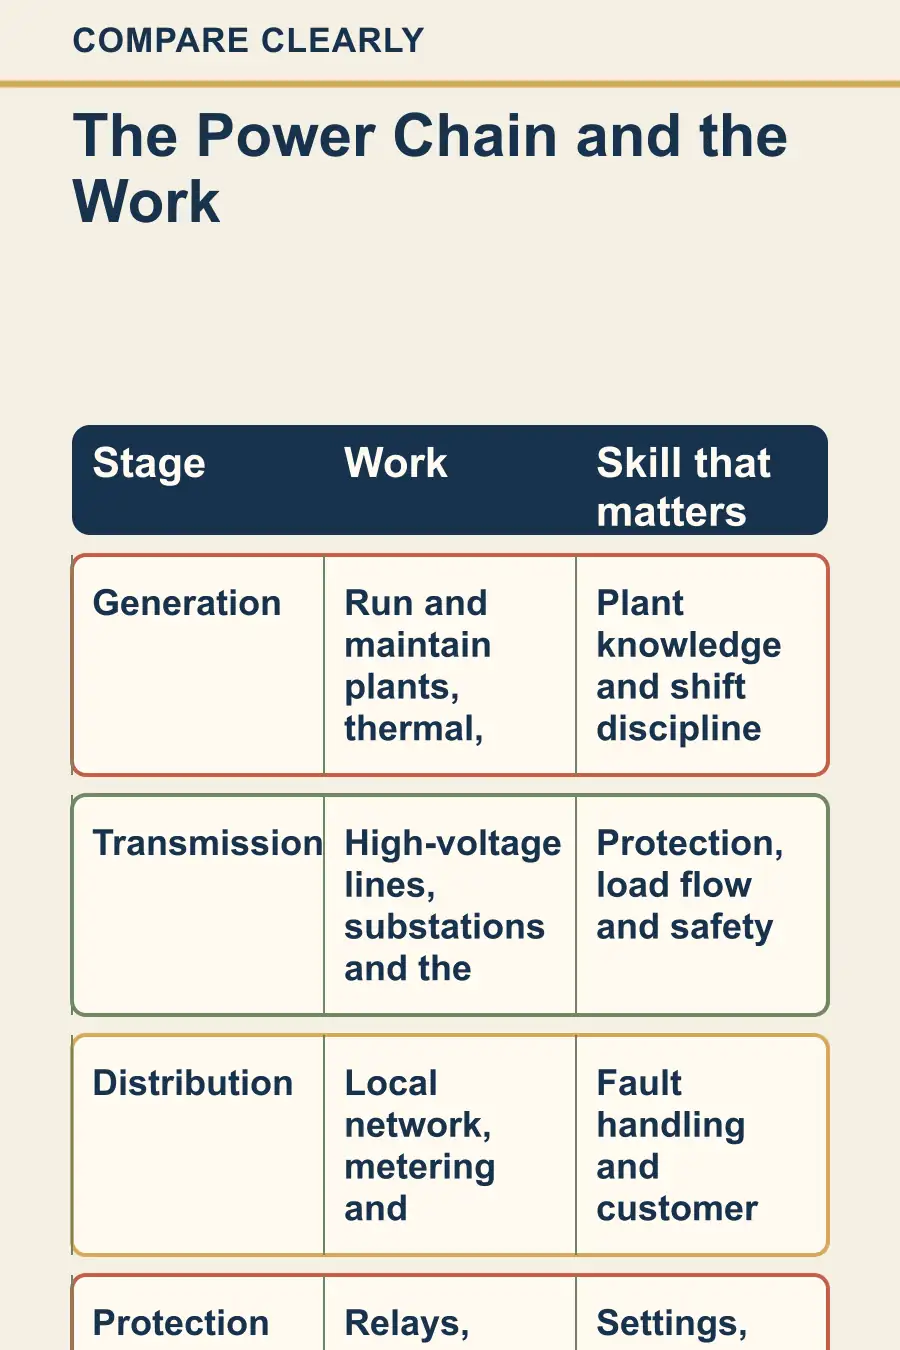 COMPARE CLEARLY
The Power Chain and the
Work
Stage
Work
Skill that
matters
Generation
Run and
maintain
plants,
thermal,
Plant
knowledge
and shift
discipline
Transmission
High-voltage
lines,
substations
and the
Protection,
load flow
and safety
Distribution
Local
network,
metering
and
Fault
handling
and
customer
Protection
Relays,
Settings,